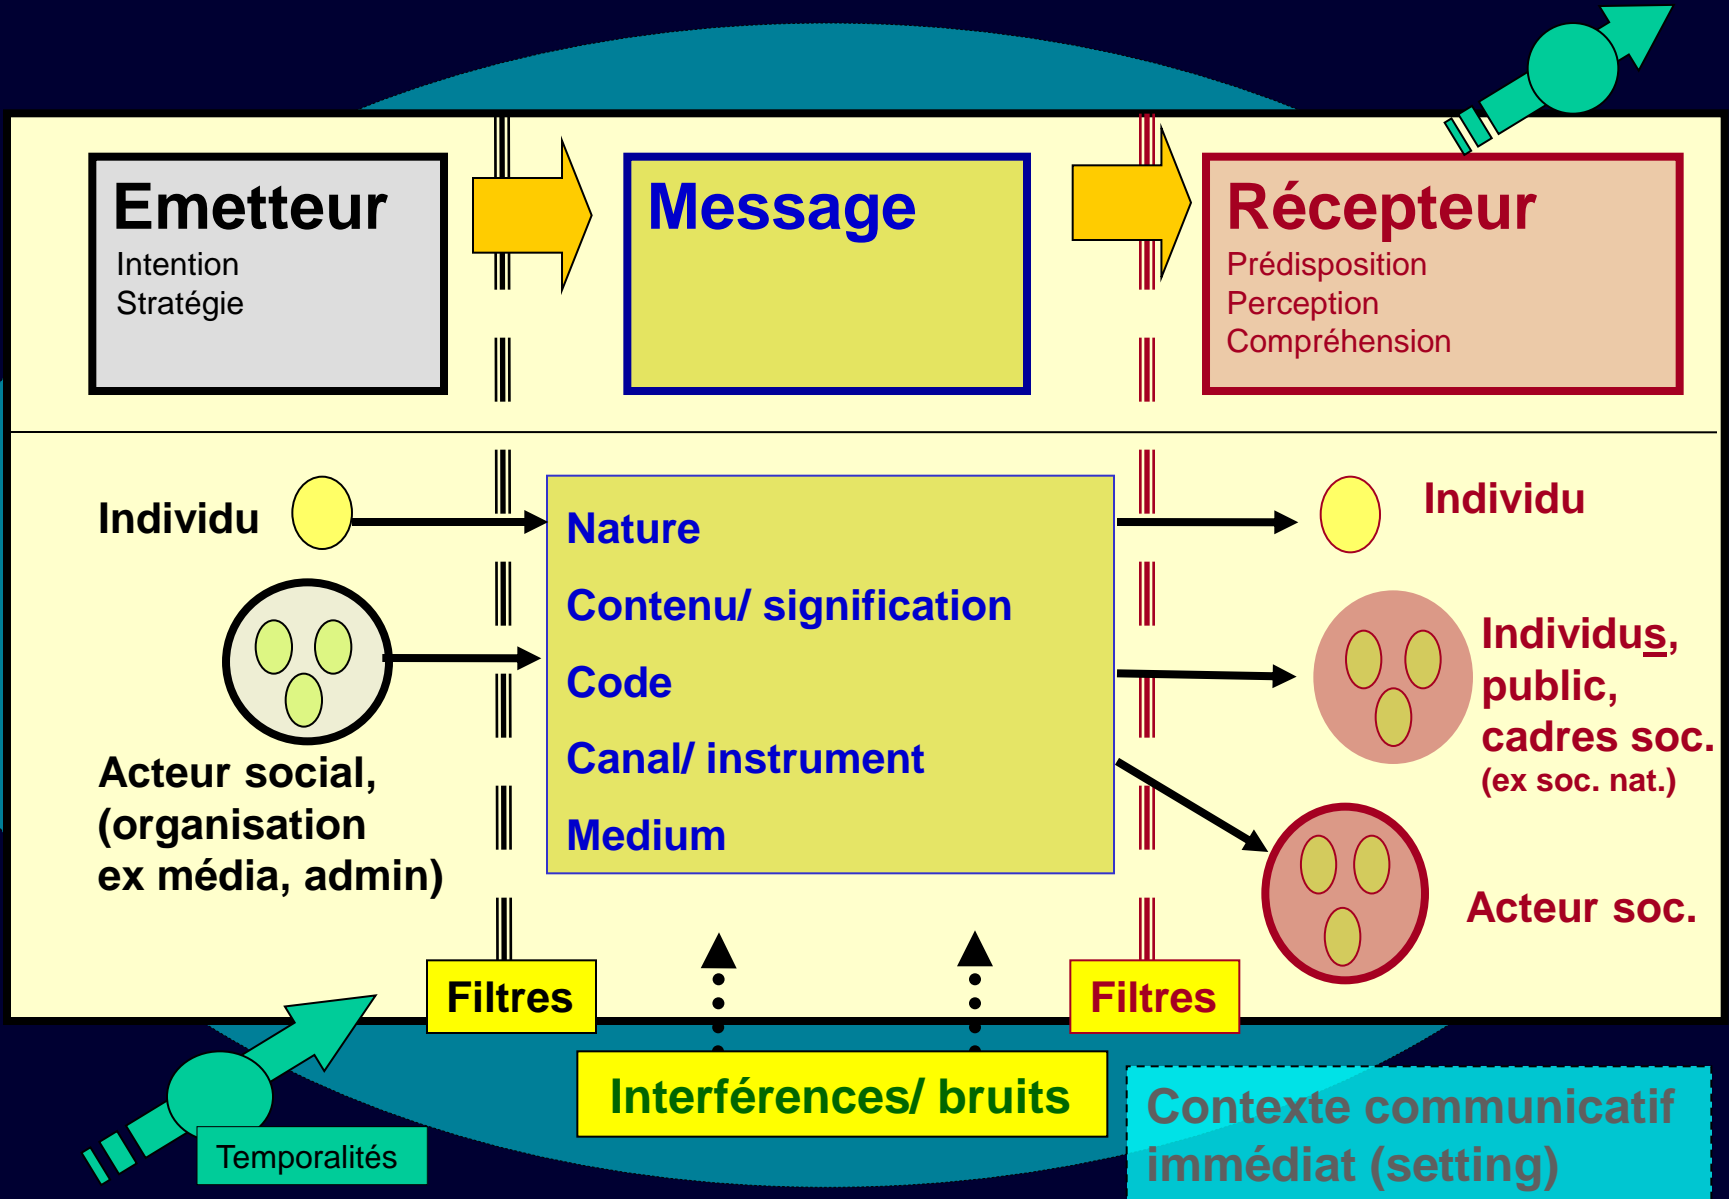 Emetteur
Intention
Stratégie
Message
Récepteur
Prédisposition
Perception
Compréhension
Individu
Acteur social,
(organisation
ex média, admin)
Nature
Contenu/ signification
Code
Canal/ instrument
Medium
Individu
Individus,
public,
cadres soc.
(ex soc. nat.)
Acteur soc.
Filtres
Filtres
Interférences/ bruits
Temporalités
Contexte communicatif
immédiat (setting)